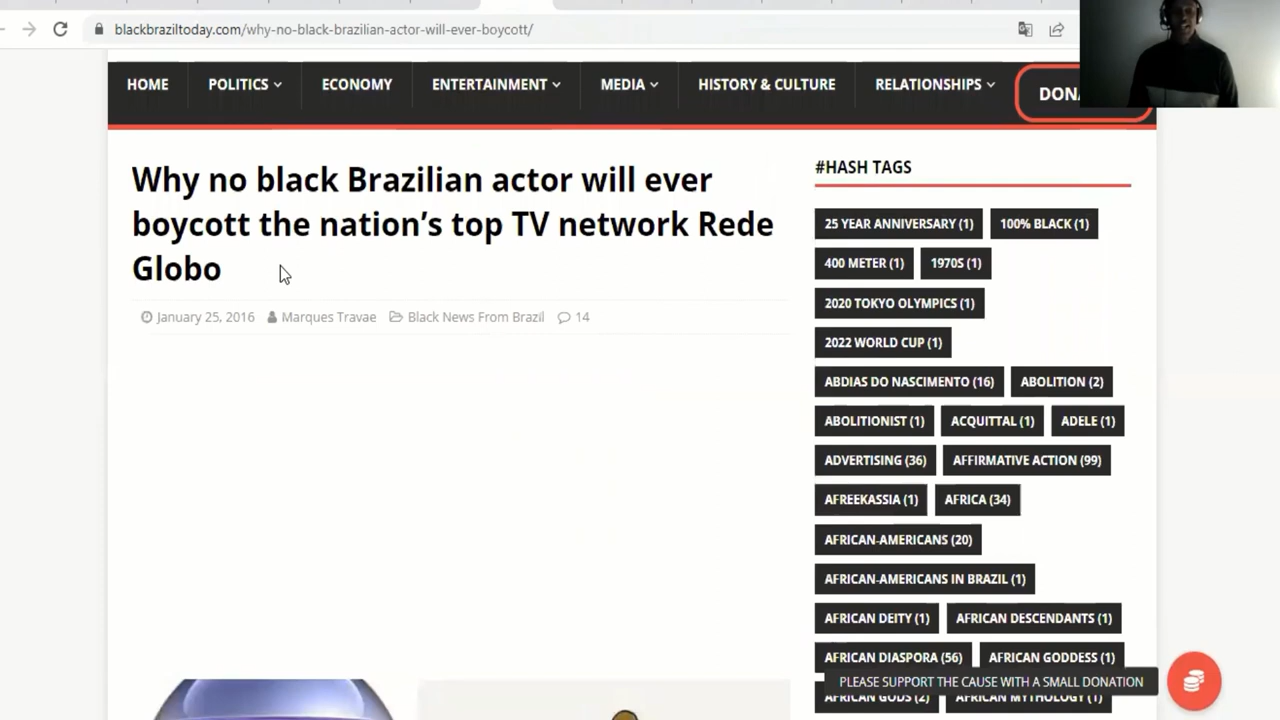 blackbraziltoday.com/why-no-black-brazilian-actor-will-ever-boycott/
HOME POLITICS ECONOMY ENTERTAINMENT MEDIA HISTORY & CULTURE RELATIONSHIPS
Why no black Brazilian actor will ever
boycott the nation’s top TV network Rede
Globo
January 25, 2016 Marques Travae Black News From Brazil 14
#HASH TAGS
25 YEAR ANNIVERSARY (1) 100% BLACK (1)
400 METER (1) 1970S (1)
2020 TOKYO OLYMPICS (1)
2022 WORLD CUP (1)
ABDIAS DO NASCIMENTO (16) ABOLITION (2)
ABOLITIONIST (1) ACQUITTAL (1) ADELE (1)
ADVERTISING (36) AFFIRMATIVE ACTION (99)
AFREEKASSIA (1) AFRICA (34)
AFRICAN-AMERICANS (20)
AFRICAN-AMERICANS IN BRAZIL (1)
AFRICAN DEITY (1) AFRICAN DESCENDANTS (1)
AFRICAN DIASPORA (56) AFRICAN GODDESS (1)
PLEASE SUPPORT THE CAUSE WITH A SMALL DONATION
AFRICAN GODS (2) AFRICAN MYTHOLOGY (1)